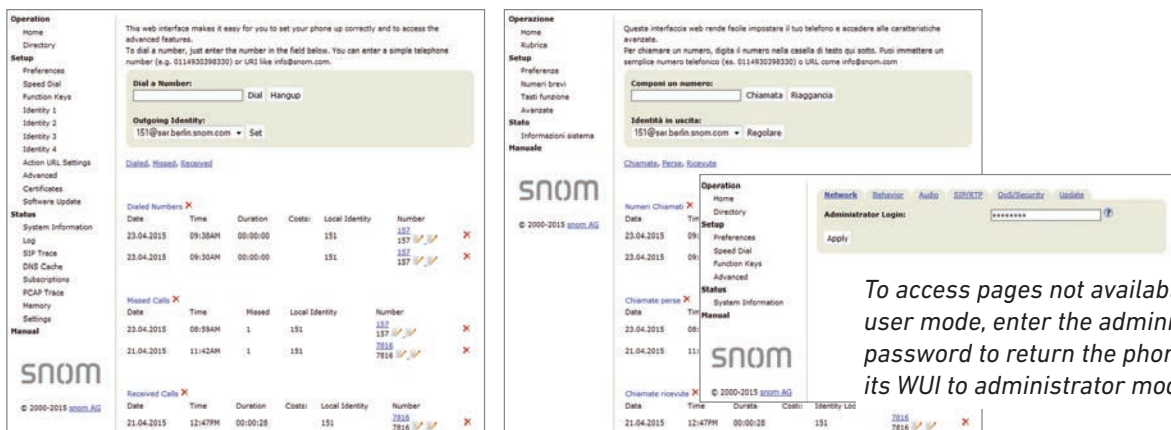 Operation
Home
Directory
Setup
Preferences
Speed Dial
Function Keys
Identity 1
Identity 2
Identity 3
Identity 4
Action URL Settings
Advanced
Certificates
Software Update
Status
System Information
Log
SIP Trace
DNS Cache
Subscriptions
PCAP Trace
Memory
Settings
Manual
snom
© 2000-2015 snom AG
This web interface makes it easy for you to set your phone up correctly and to access the
advanced features.
To dial a number, just enter the number in the field below. You can enter a simple telephone
number (e.g. 0114930398330) or URI like info@snom.com.
Dial a Number:
Dial Hangup
Outgoing Identity:
151@ser.berlin.snom.com Set
Dialed, Missed, Received
Dialed Numbers
Date Time Duration Costs: Local Identity Number
157
23.04.2015 09:38AM 00:00:00 151 157
157
23.04.2015 09:30AM 00:00:00 151 157
Missed Calls
Date Time Missed Local Identity Number
157
23.04.2015 08:59AM 1 151 157
7816
21.04.2015 11:42AM 1 151 7816
Received Calls
Date Time Duration Costs: Local Identity Number
7816
21.04.2015 12:47PM 00:00:28 151 7816
Operazione
Home
Rubrica
Setup
Preferenze
Numeri brevi
Tasti funzione
Avanzate
Stato
Informazioni sistema
Manuale
snom
© 2000-2015 snom AG
Questa interfaccia web rende facile impostare il tuo telefono e accedere alle caratteristiche
avanzate.
Per chiamare un numero, digita il numero nella casella di testo qui sotto. Puoi immettere un
semplice numero telefonico (es. 0114930398330) o URL come info@snom.com
Componi un numero:
Chiamata Riaggancia
Identità in uscita:
151@ser.berlin.snom.com Regolare
Chiamate, Perse, Ricevute
Numeri Chiamati
Date Tim
23.04.2015 09:
23.04.2015 09:
Chiamate perse
Date Tim
23.04.2015 08:
21.04.2015 11:
Chiamate ricevute
Date Time Durata Costi: Identity Loc
7816
21.04.2015 12:47PM 00:00:28 151 7816
Operation
Home
Directory
Setup
Preferences
Speed Dial
Function Keys
Advanced
Status
System Information
Manual
snom
© 2000-2015 snom AG
Network Behavior Audio SIP/RTP QoS/Security Update
Administrator Login: ********
Apply
To access pages not availab
user mode, enter the admini
password to return the phon
its WUI to administrator mod